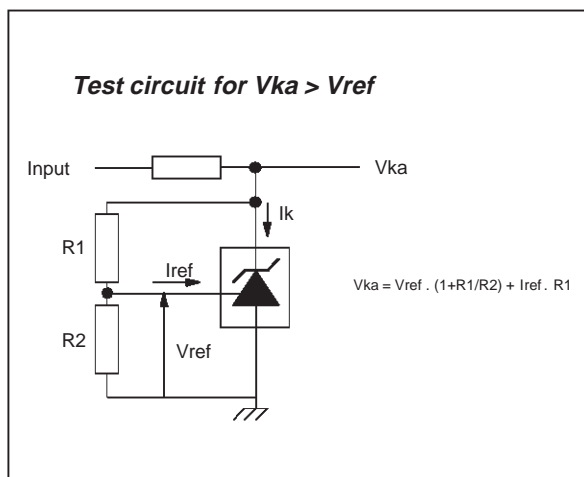 Test circuit for Vka > Vref
Input
Vka
Ik
R1
Iref
Vka = Vref . (1+R1/R2) + Iref. R1
R2
Vref